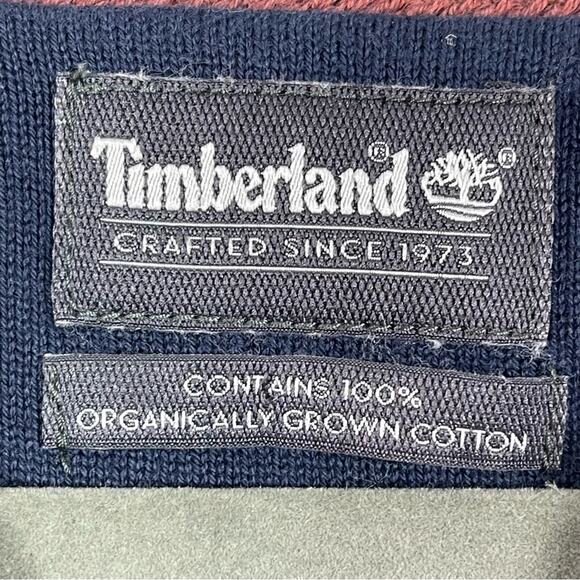 Timberland®®
CRAFTED SINCE 1973
CONTAINS 100%
ORGANICALLY GROWN COTTON